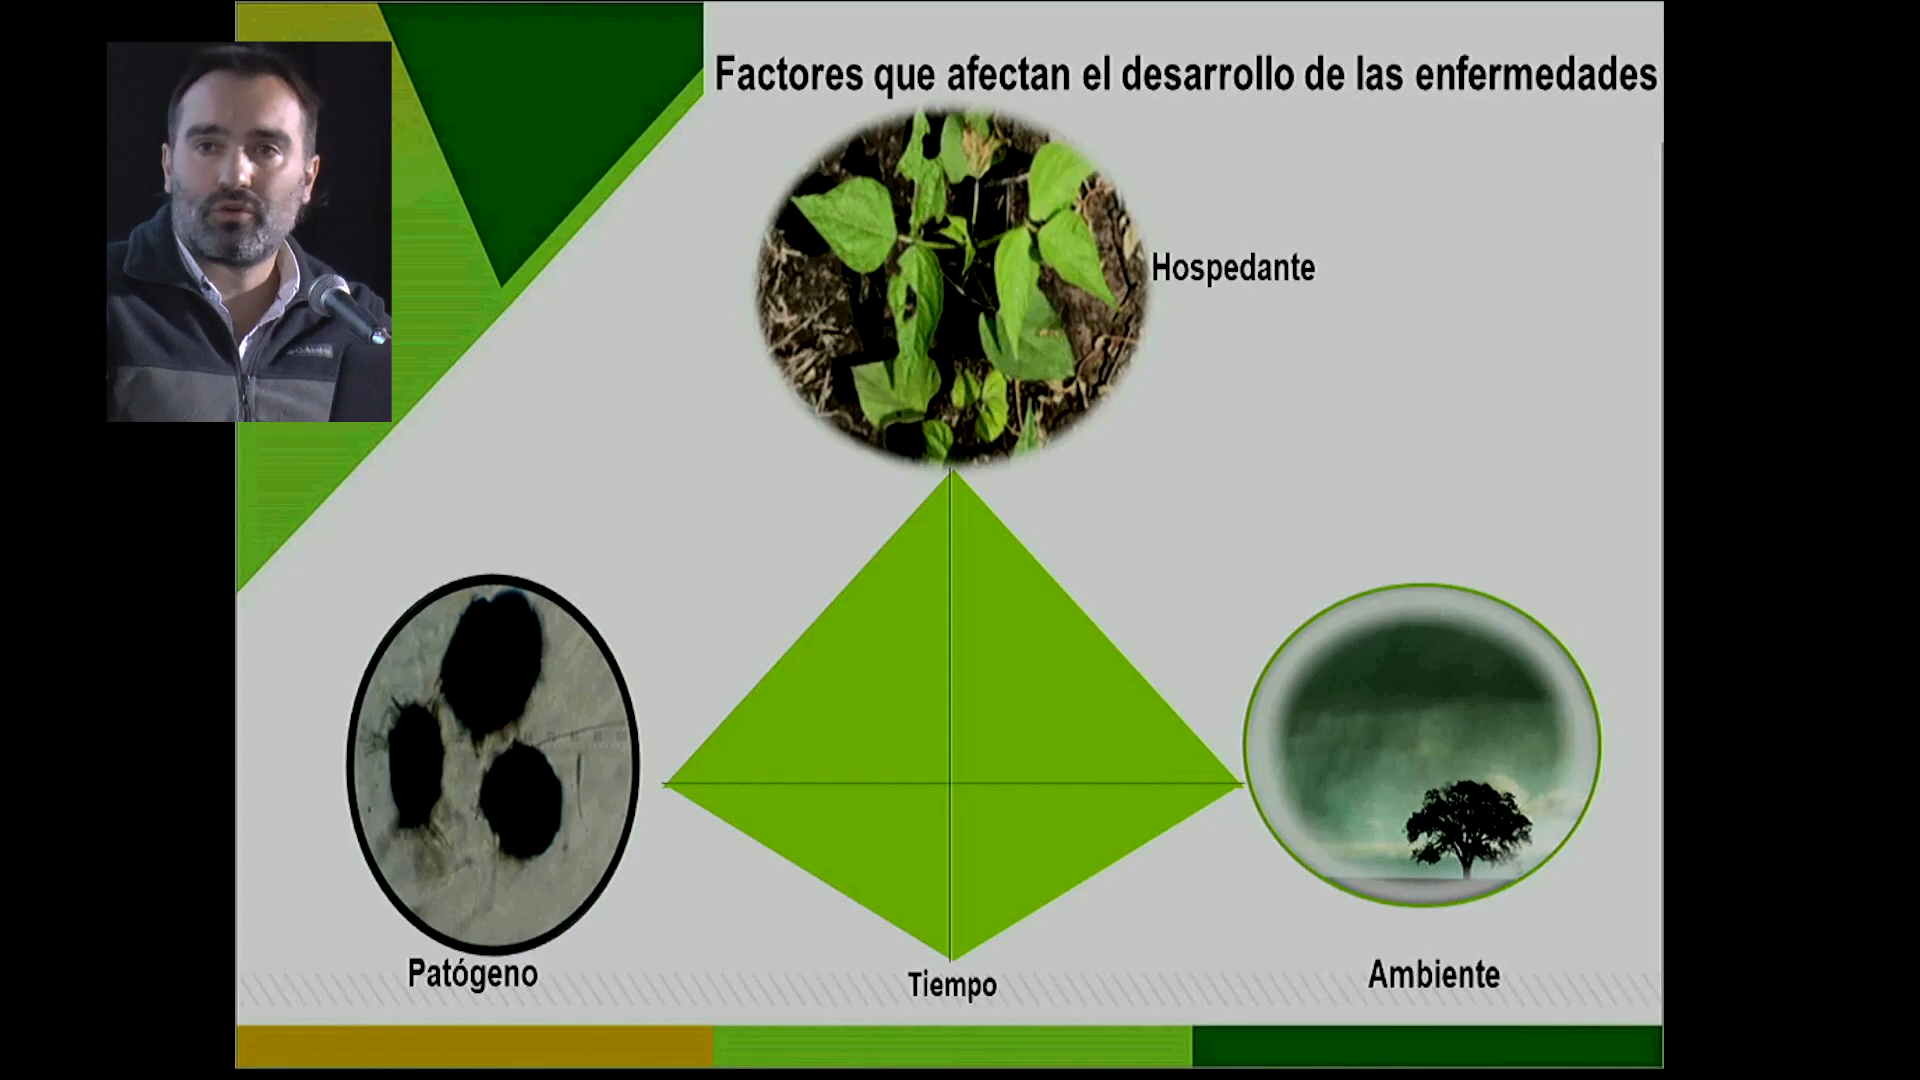 Factores que afectan el desarrollo de las enfermedades
Hospedante
Patógeno
Tiempo
Ambiente